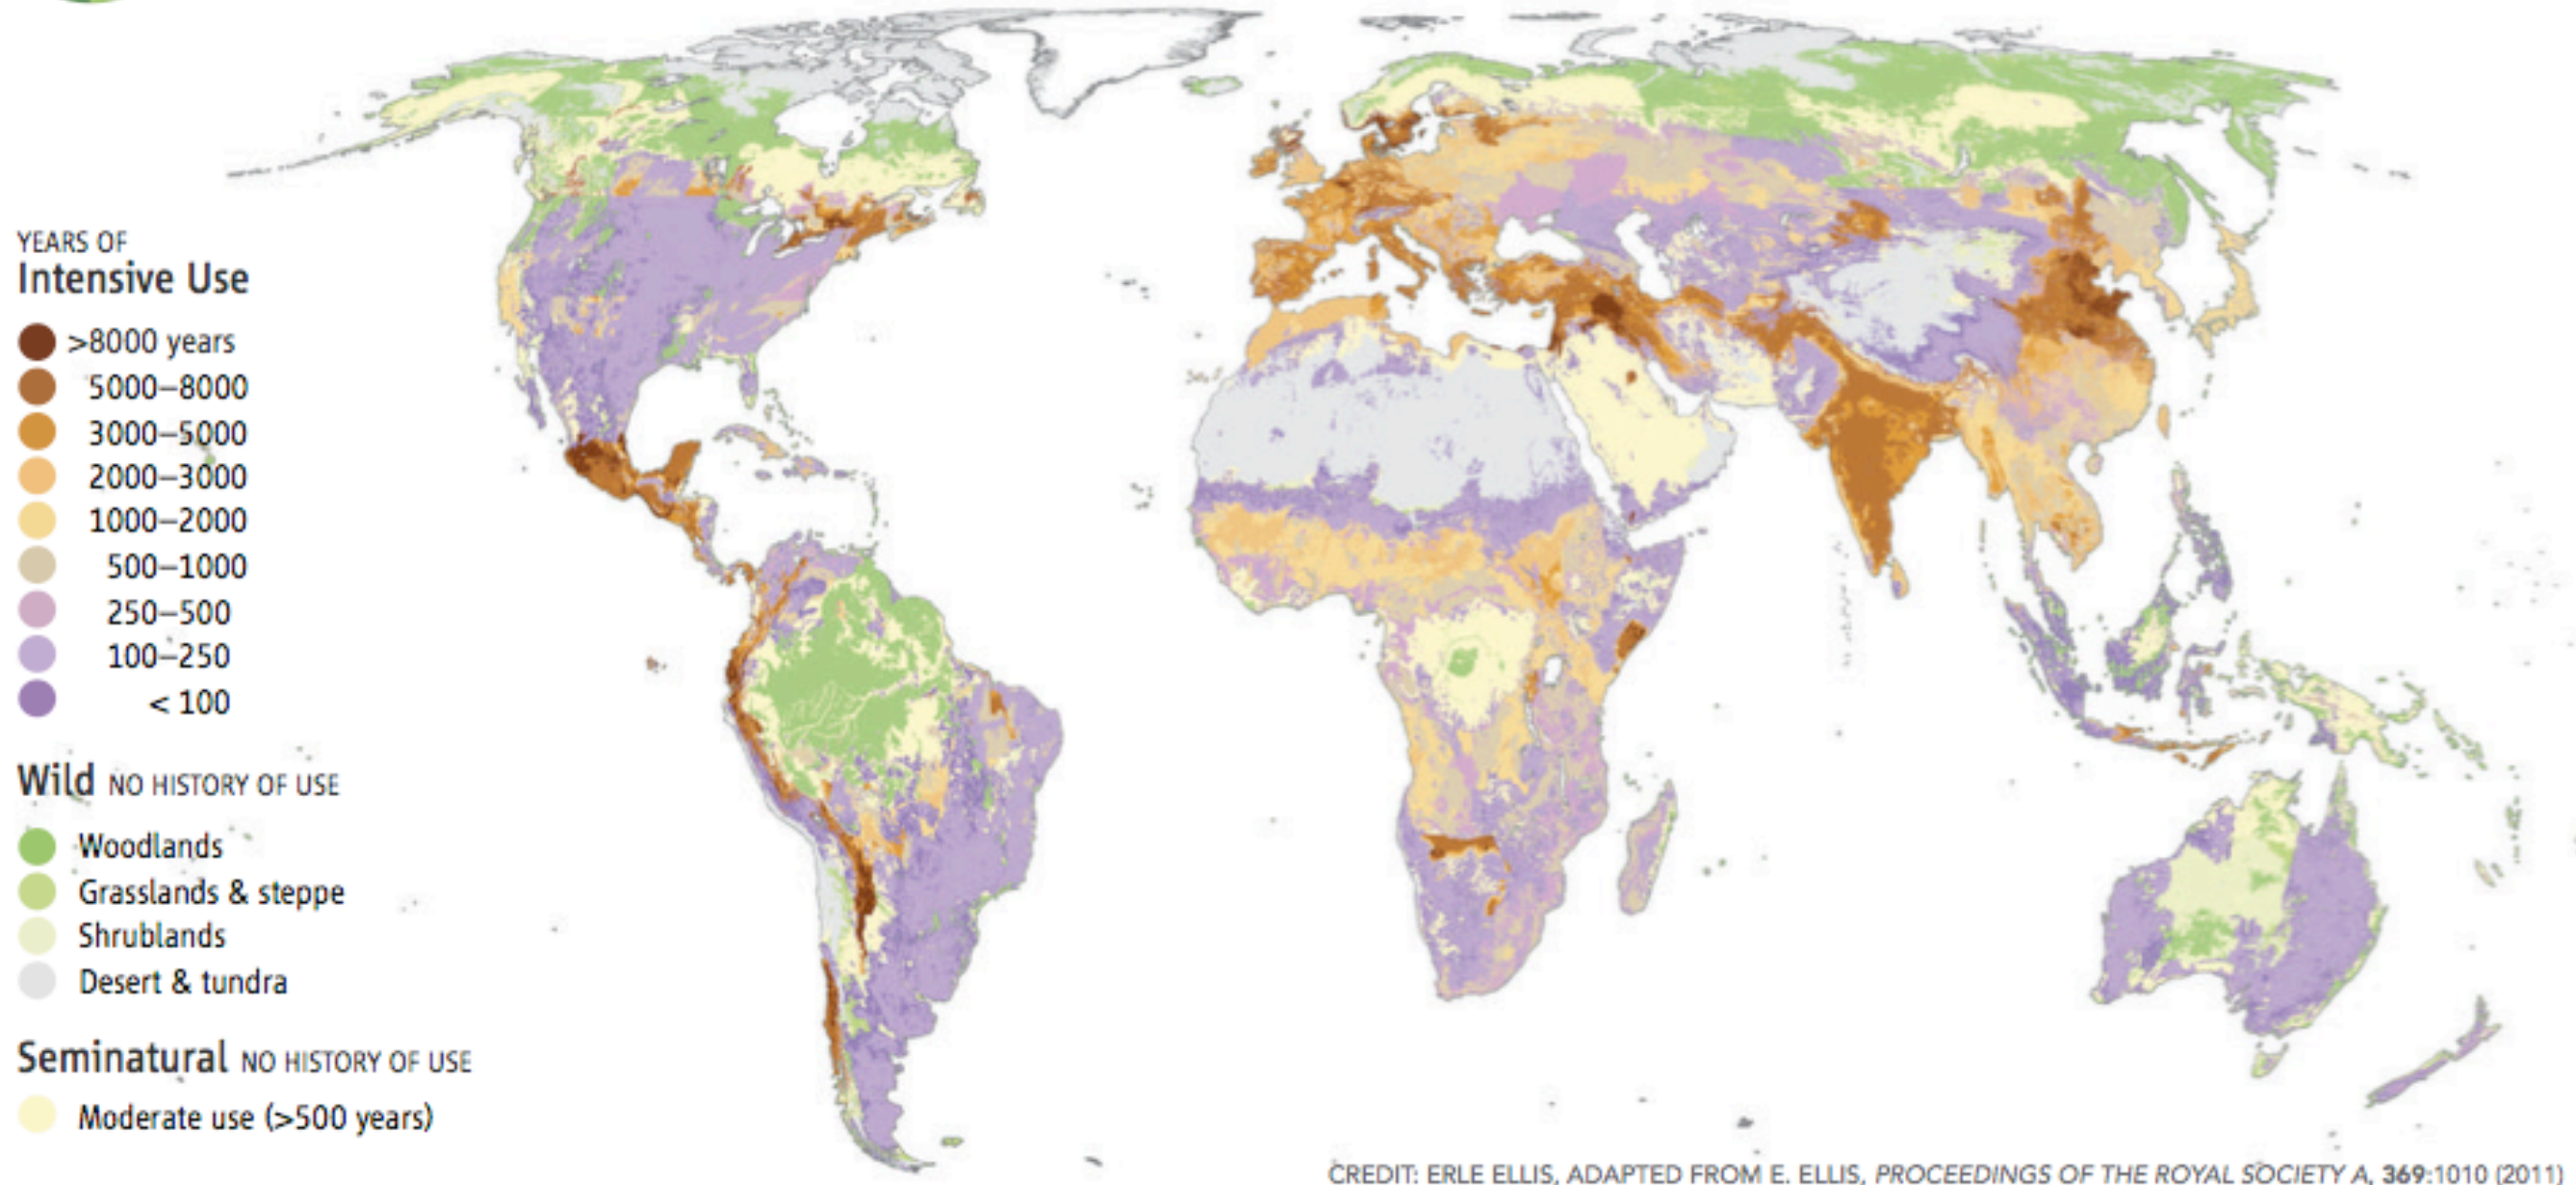 YEARS OF
Intensive Use
>8000 years
5000–8000
3000–5000
2000–3000
1000–2000
500–1000
250–500
100–250
< 100
Wild NO HISTORY OF USE
Woodlands
Grasslands & steppe
Shrublands
Desert & tundra
Seminatural NO HISTORY OF USE
Moderate use (>500 years)
CREDIT: ERLE ELLIS, ADAPTED FROM E. ELLIS, PROCEEDINGS OF THE ROYAL SOCIETY A, 369:1010 (2011)